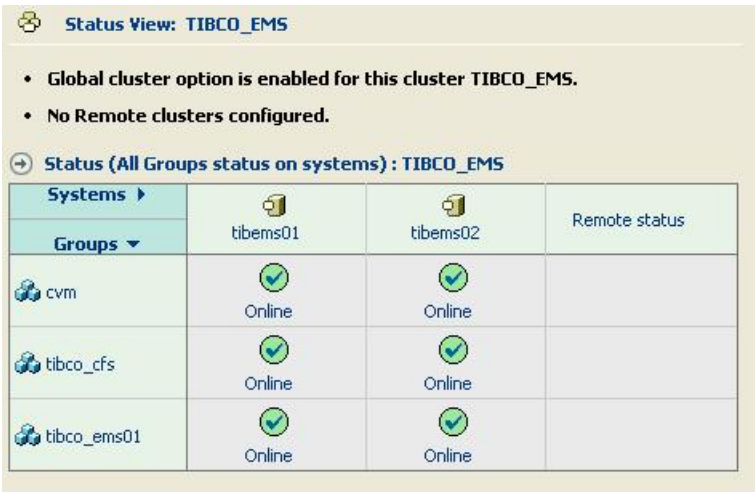 Status View: TIBCO_EMS
• Global cluster option is enabled for this cluster TIBCO_EMS.
• No Remote clusters configured.
Status (All Groups status on systems) : TIBCO_EMS
Systems
Groups
tibems01
tibems02
Remote status
cvm
Online
Online
tibco_cfs
Online
Online
tibco_ems01
Online
Online